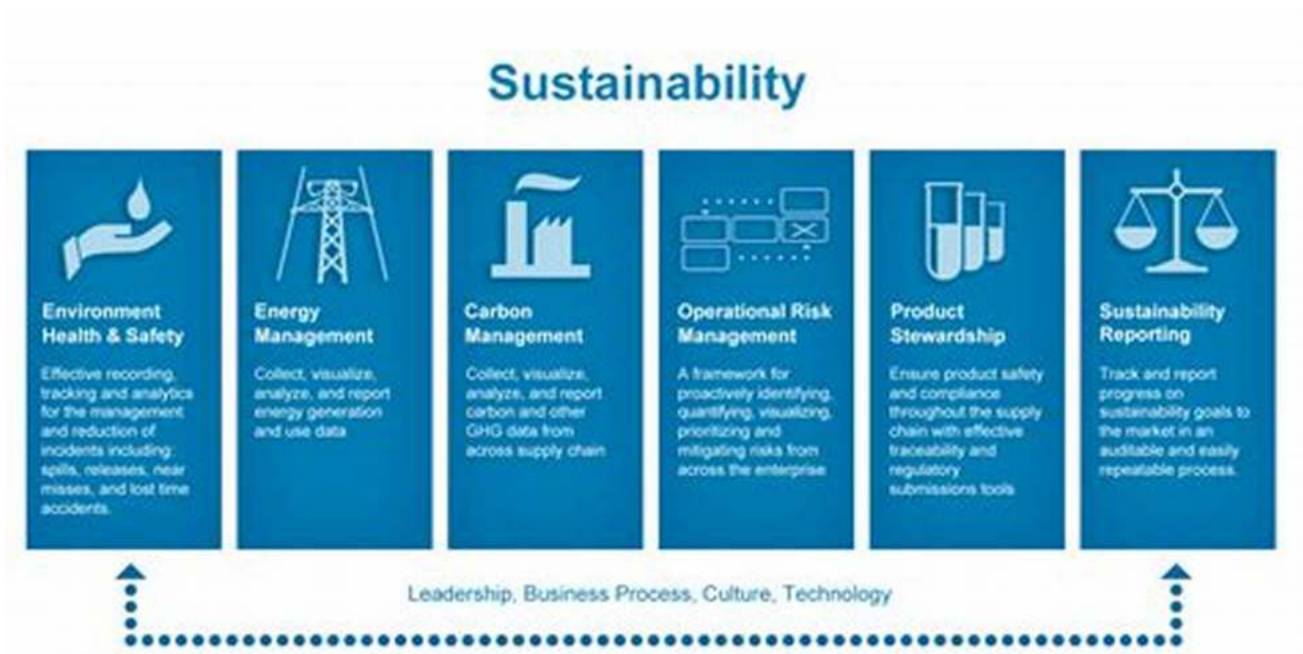 Sustainability
Environment
Health & Safety
Effective recording,
tracking and analytics
for the management
and reduction of
incidents including:
spills, releases, near
misses, and lost time
accidents.
Energy
Management
Collect, visualize,
analyze, and report
energy generation
and use data
Carbon
Management
Collect, visualize,
analyze, and report
carbon and other
GHG data from
across supply chain
Operational Risk
Management
A framework for
proactively identifying,
quantifying, visualizing,
prioritizing and
mitigating risks from
across the enterprise
Product
Stewardship
Ensure product safety
and compliance
throughout the supply
chain with effective
traceability and
regulatory
submissions tools
Sustainability
Reporting
Track and report
progress on
sustainability goals to
the market in an
auditable and easily
repeatable process.
Leadership, Business Process, Culture, Technology